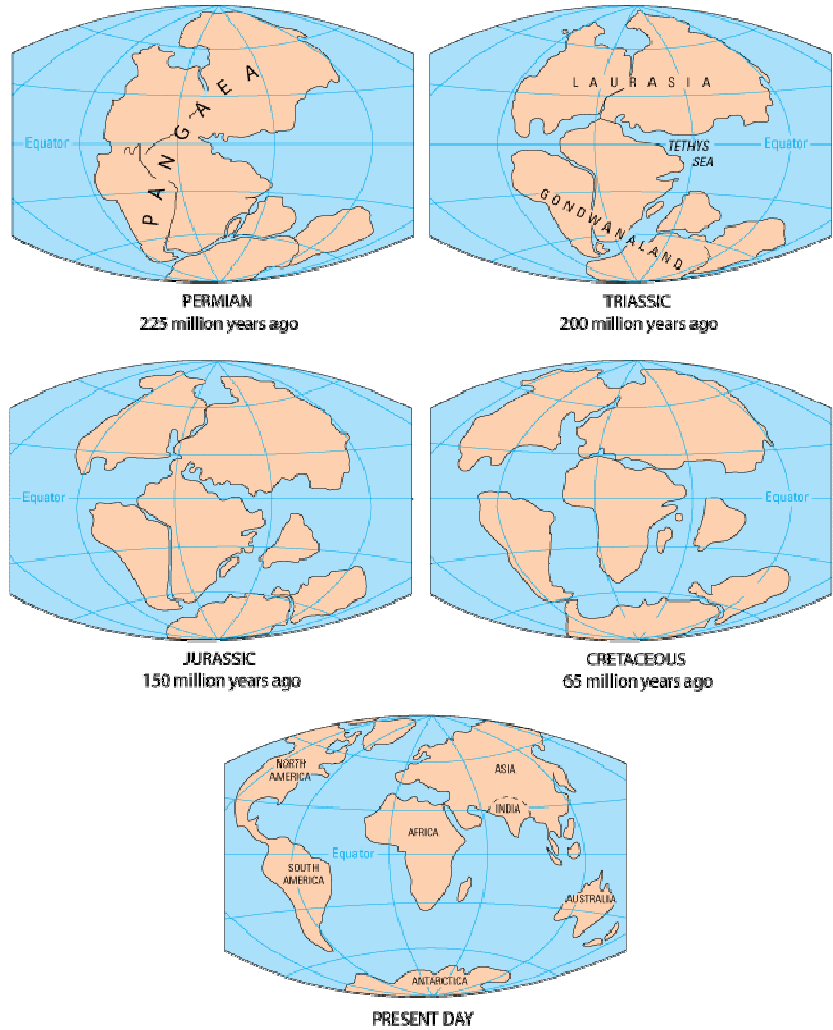 PANGAEA
Equator
PERMIAN
225 million years ago
LAURASIA
TETHYS
SEA
Equator
GONDWANALAND
TRIASSIC
200 million years ago
Equator
JURASSIC
150 million years ago
Equator
CRETACEOUS
65 million years ago
NORTH
AMERICA
ASIA
INDIA
AFRICA
Equator
SOUTH
AMERICA
AUSTRALIA
ANTARCTICA
PRESENT DAY